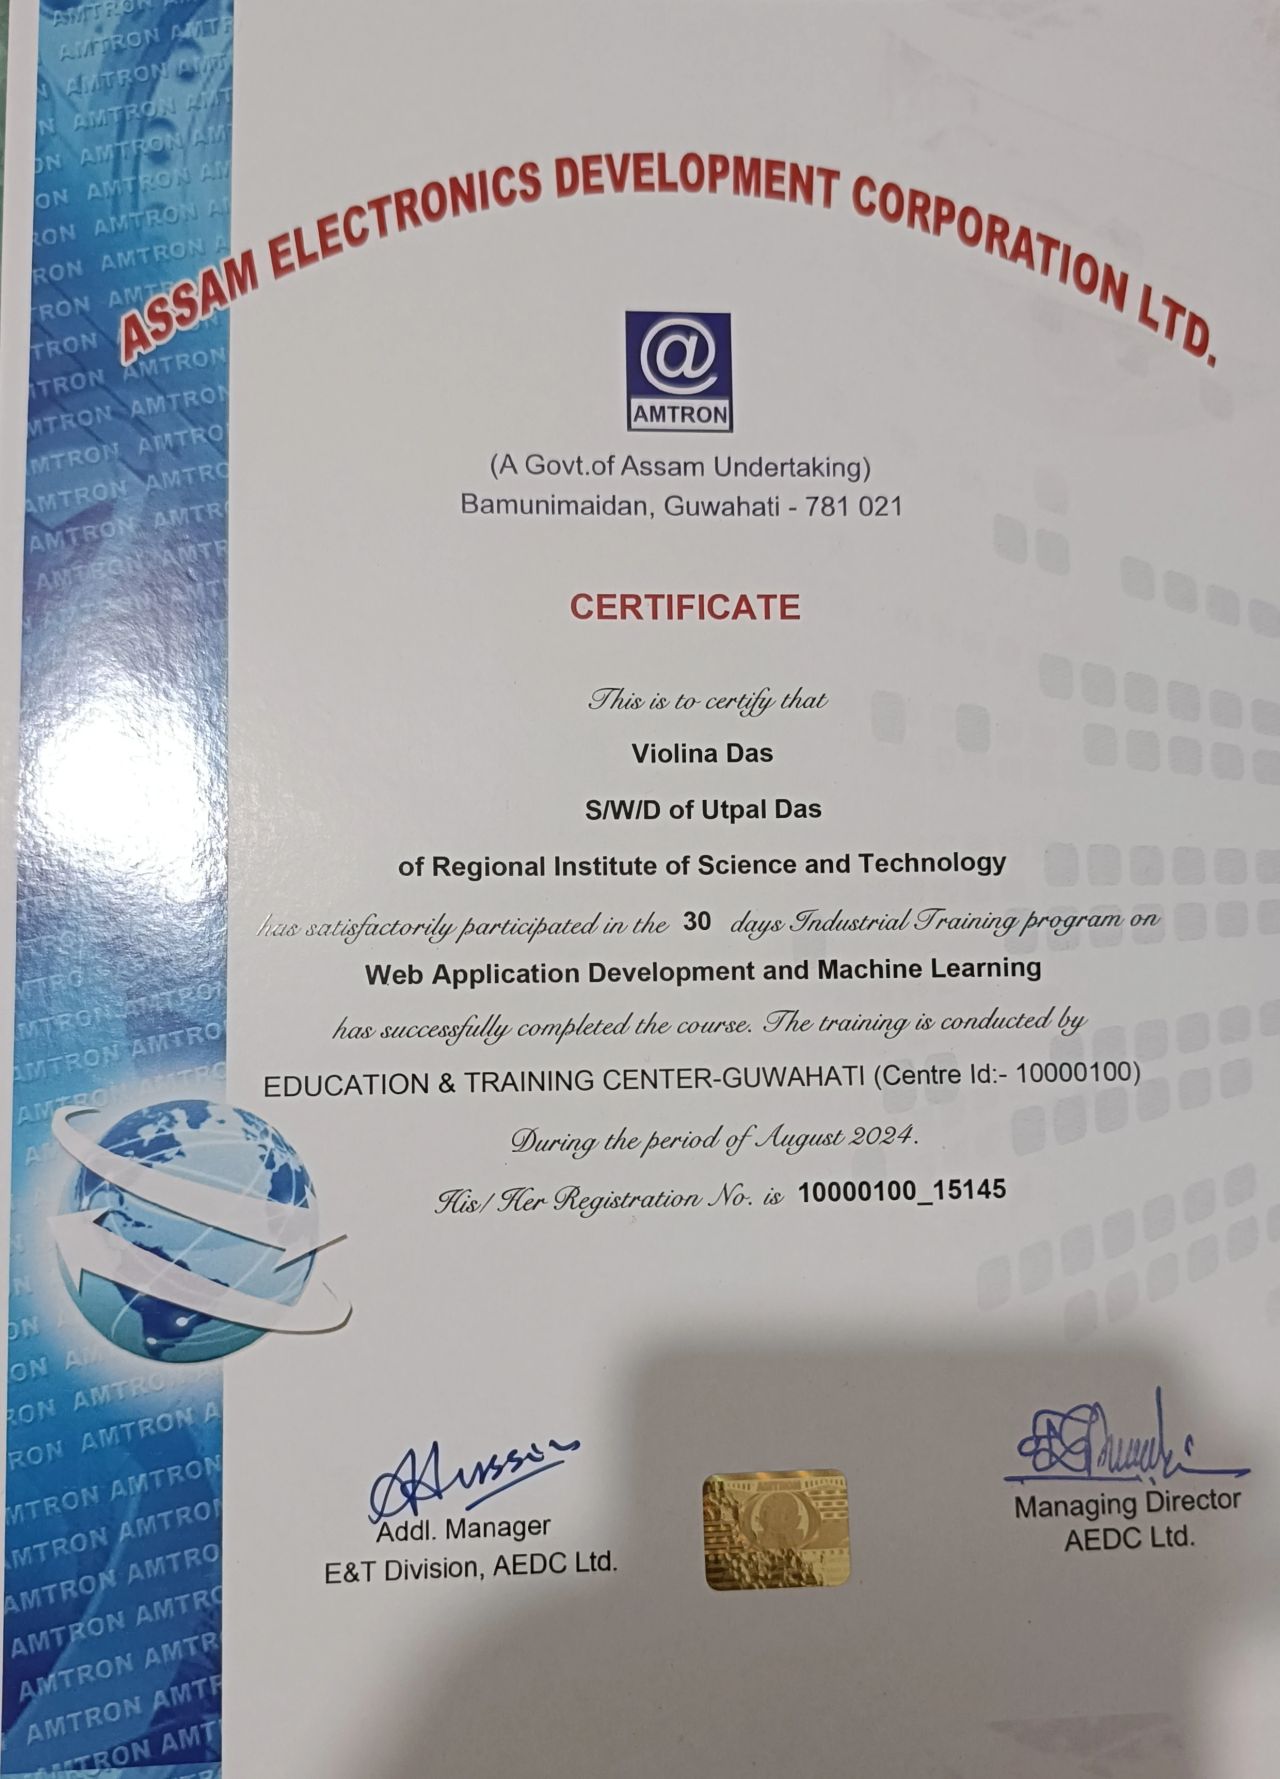 ASSAM ELECTRONICS DEVELOPMENT CORPORATION LTD.
@
AMTRON
(A Govt.of Assam Undertaking)
Bamunimaidan, Guwahati - 781 021
CERTIFICATE
This is to certify that
Violina Das
S/W/D of Utpal Das
of Regional Institute of Science and Technology
has satisfactorily participated in the 30 days Industrial Training program on
Web Application Development and Machine Learning
has successfully completed the course. The training is conducted by
EDUCATION & TRAINING CENTER-GUWAHATI (Centre Id:- 10000100)
During the period of August 2024.
His/Her Registration No. is 10000100_15145
Addl. Manager
E&T Division, AEDC Ltd.
Managing Director
AEDC Ltd.